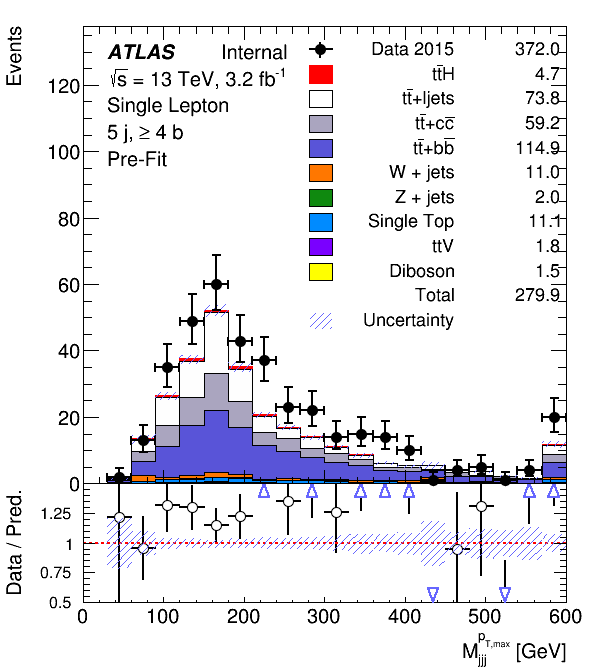 Events
ATLAS Internal
√s = 13 TeV, 3.2 fb⁻¹
Single Lepton
5 j, ≥ 4 b
Pre-Fit
Data 2015 372.0
tt̄H 4.7
tt̄+ljets 73.8
tt̄+cc̄ 59.2
tt̄+bb̄ 114.9
W + jets 11.0
Z + jets 2.0
Single Top 11.1
ttV 1.8
Diboson 1.5
Total 279.9
Uncertainty
120
100
80
60
40
20
0
Data / Pred.
1.25
1
0.75
0.5
0 100 200 300 400 500 600
M_jjj^{p_T,max} [GeV]